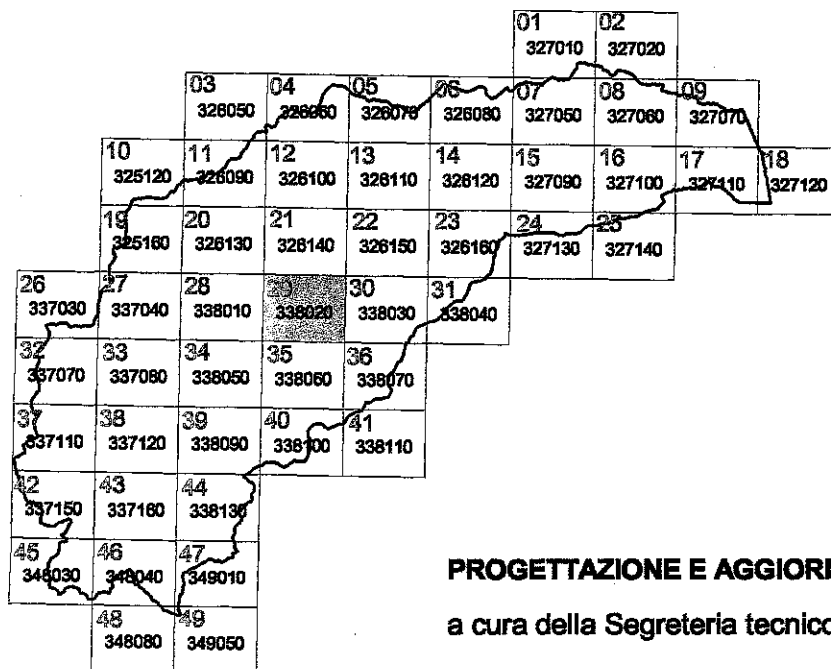 01 02
327010 327020
03 04 05 06 07 08 09
326050 326060 326070 326080 327050 327060 327070
10 11 12 13 14 15 16 17 18
325120 326090 326100 326110 326120 327090 327100 327110 327120
19 20 21 22 23 24 25
325160 326130 326140 326150 326160 327130 327140
26 27 28 29 30 31
337030 337040 338010 338020 338030 338040
32 33 34 35 36
337070 337080 338050 338060 338070
37 38 39 40 41
337110 337120 338090 338100 338110
42 43 44
337150 337160 338130
45 46 47
348030 348040 349010
48 49
348080 349050
PROGETTAZIONE E AGGIOR
a cura della Segreteria tecnico